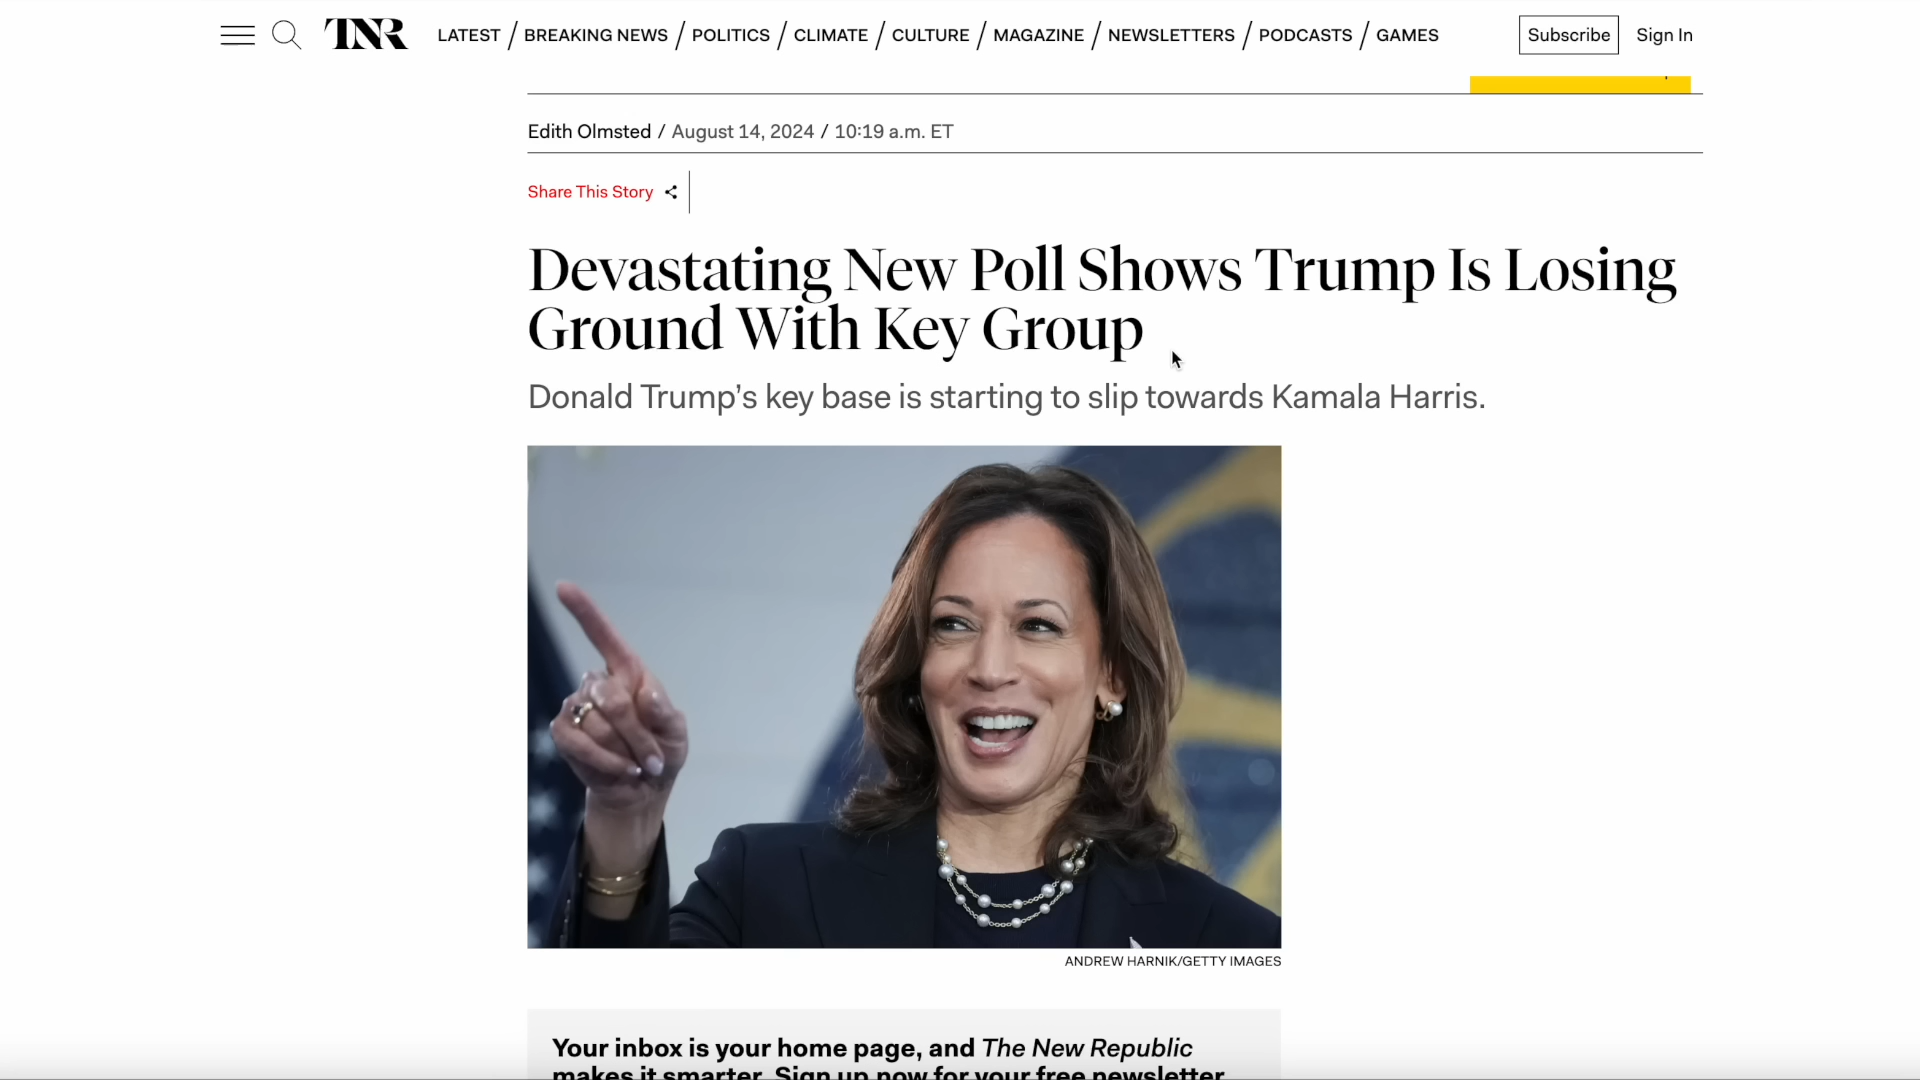 TNR LATEST / BREAKING NEWS / POLITICS / CLIMATE / CULTURE / MAGAZINE / NEWSLETTERS / PODCASTS / GAMES Subscribe Sign In
Edith Olmsted / August 14, 2024 / 10:19 a.m. ET
Share This Story
Devastating New Poll Shows Trump Is Losing
Ground With Key Group
Donald Trump’s key base is starting to slip towards Kamala Harris.
ANDREW HARNIK/GETTY IMAGES
Your inbox is your home page, and The New Republic
makes it smarter. Sign up now for your free newsletter